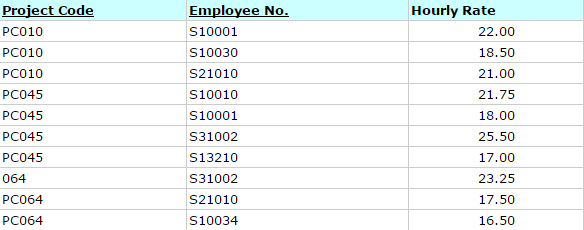 Project Code Employee No. Hourly Rate
PC010 S10001 22.00
PC010 S10030 18.50
PC010 S21010 21.00
PC045 S10010 21.75
PC045 S10001 18.00
PC045 S31002 25.50
PC045 S13210 17.00
064 S31002 23.25
PC064 S21010 17.50
PC064 S10034 16.50